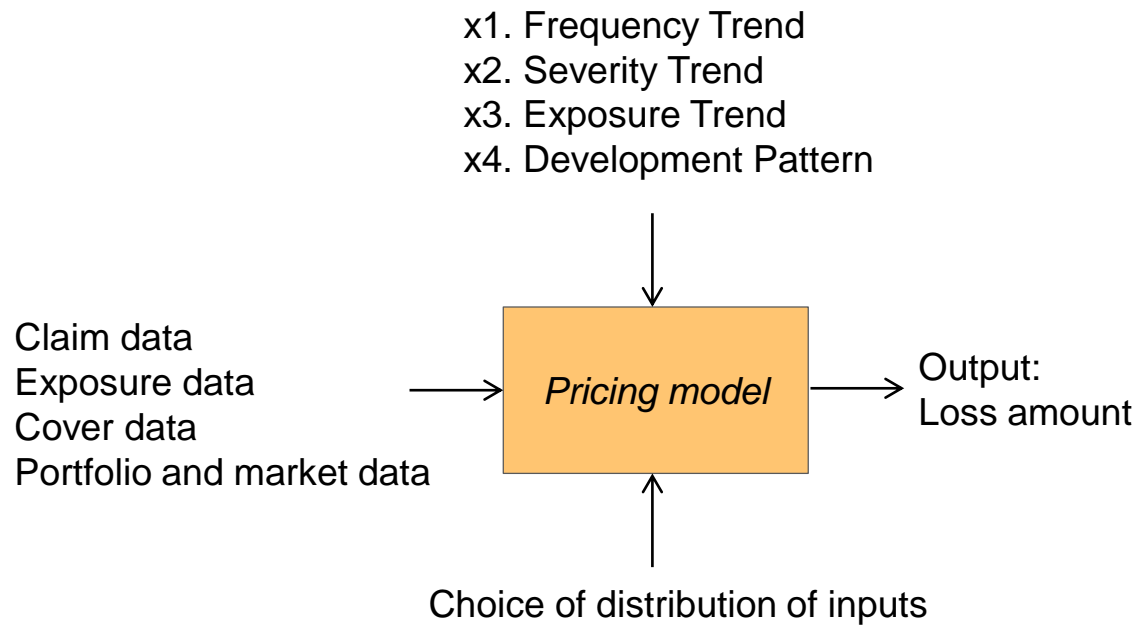 x1. Frequency Trend
x2. Severity Trend
x3. Exposure Trend
x4. Development Pattern
Claim data
Exposure data
Cover data
Portfolio and market data
Pricing model
Output:
Loss amount
Choice of distribution of inputs